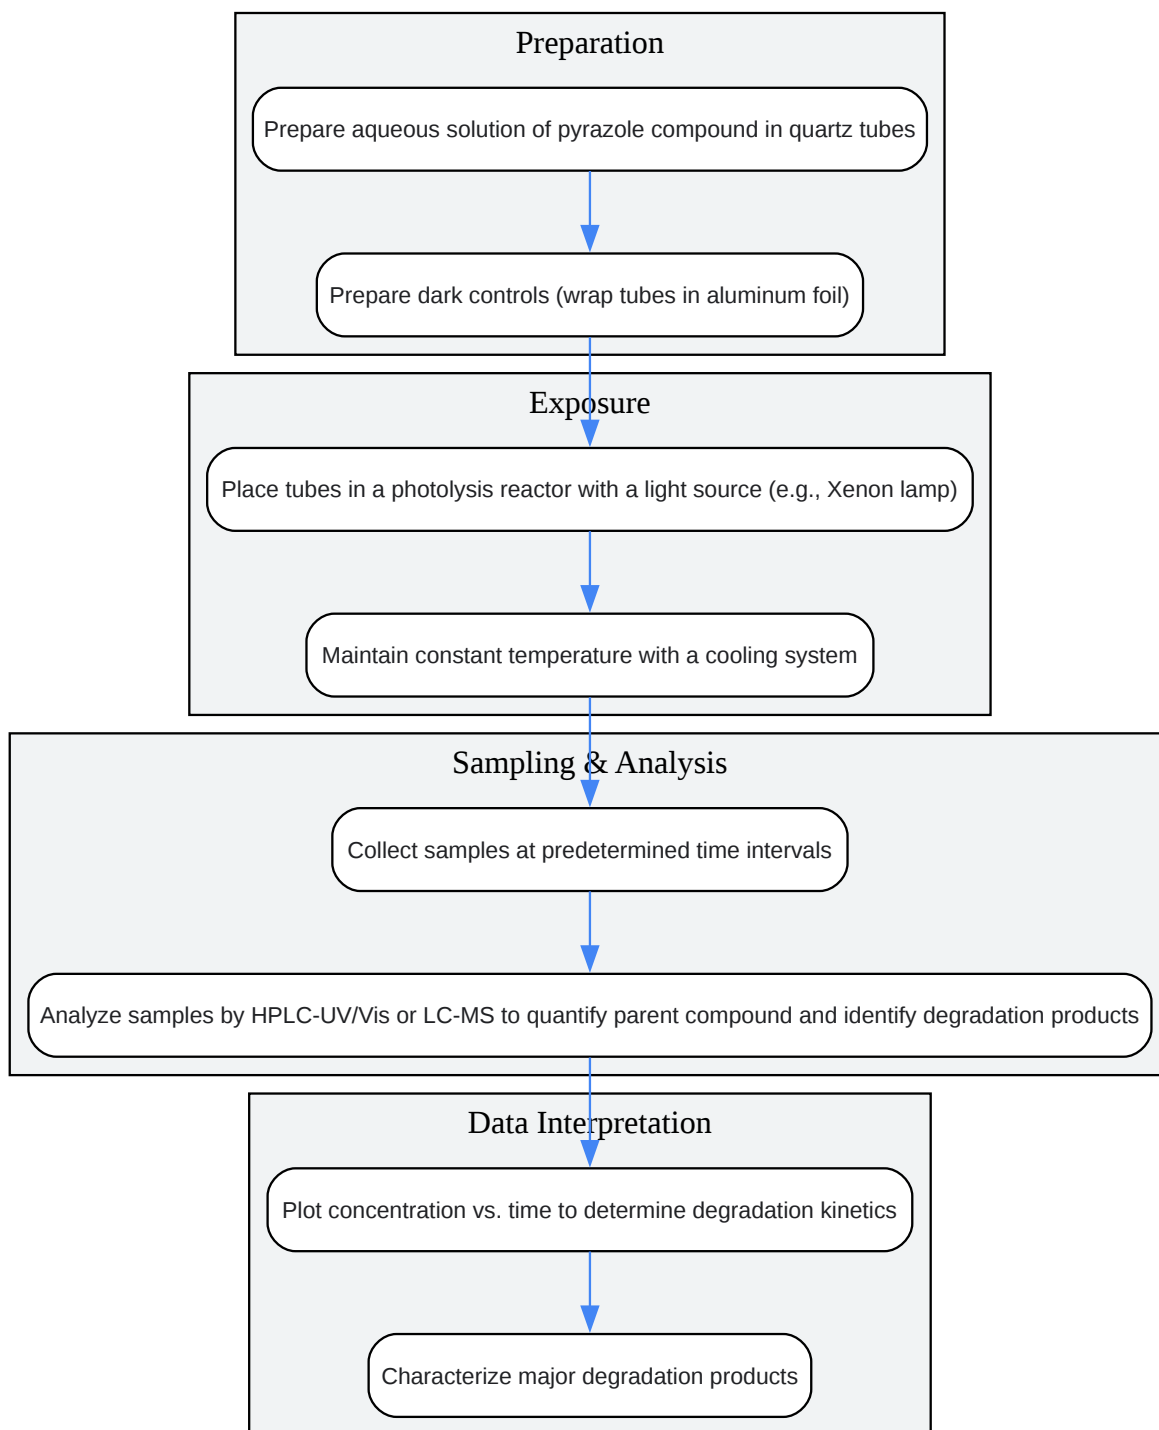 Preparation
Prepare aqueous solution of pyrazole compound in quartz tubes
Prepare dark controls (wrap tubes in aluminum foil)
Exposure
Place tubes in a photolysis reactor with a light source (e.g., Xenon lamp)
Maintain constant temperature with a cooling system
Sampling & Analysis
Collect samples at predetermined time intervals
Analyze samples by HPLC-UV/Vis or LC-MS to quantify parent compound and identify degradation products
Data Interpretation
Plot concentration vs. time to determine degradation kinetics
Characterize major degradation products